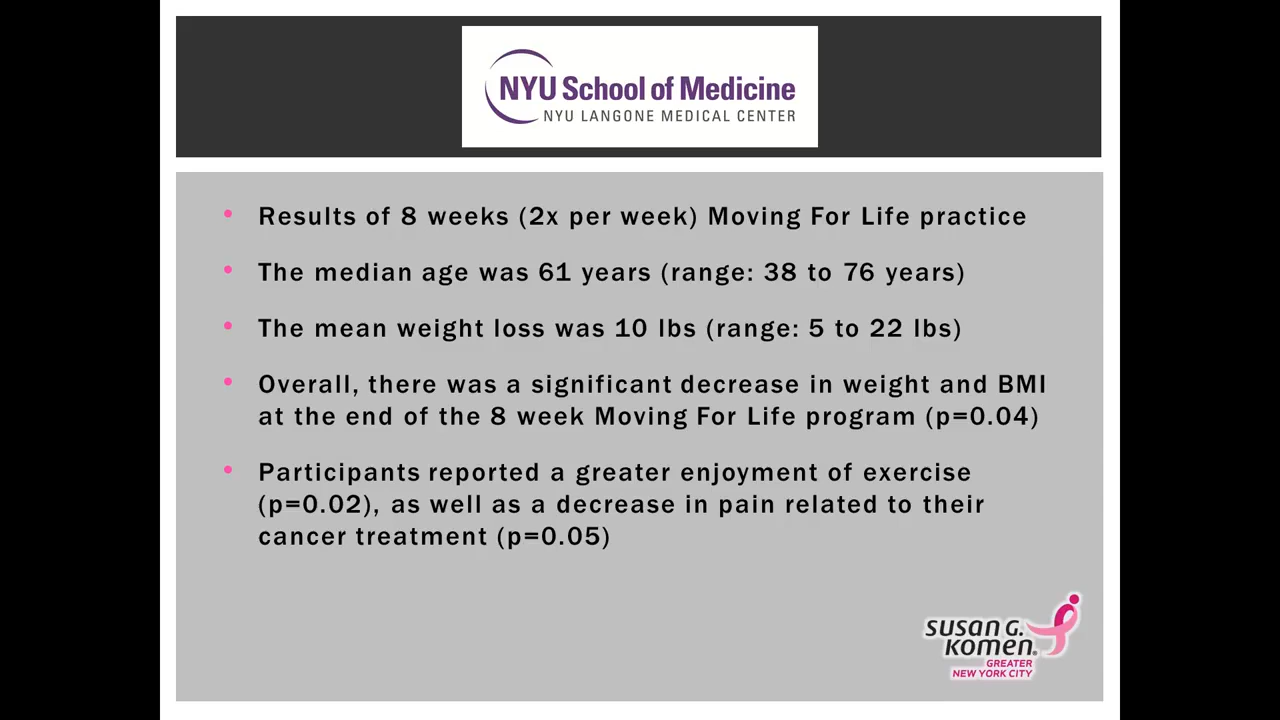 NYU School of Medicine
NYU LANGONE MEDICAL CENTER
• Results of 8 weeks (2x per week) Moving For Life practice
• The median age was 61 years (range: 38 to 76 years)
• The mean weight loss was 10 lbs (range: 5 to 22 lbs)
• Overall, there was a significant decrease in weight and BMI
at the end of the 8 week Moving For Life program (p=0.04)
• Participants reported a greater enjoyment of exercise
(p=0.02), as well as a decrease in pain related to their
cancer treatment (p=0.05)
susan G.
komen®
GREATER
NEW YORK CITY